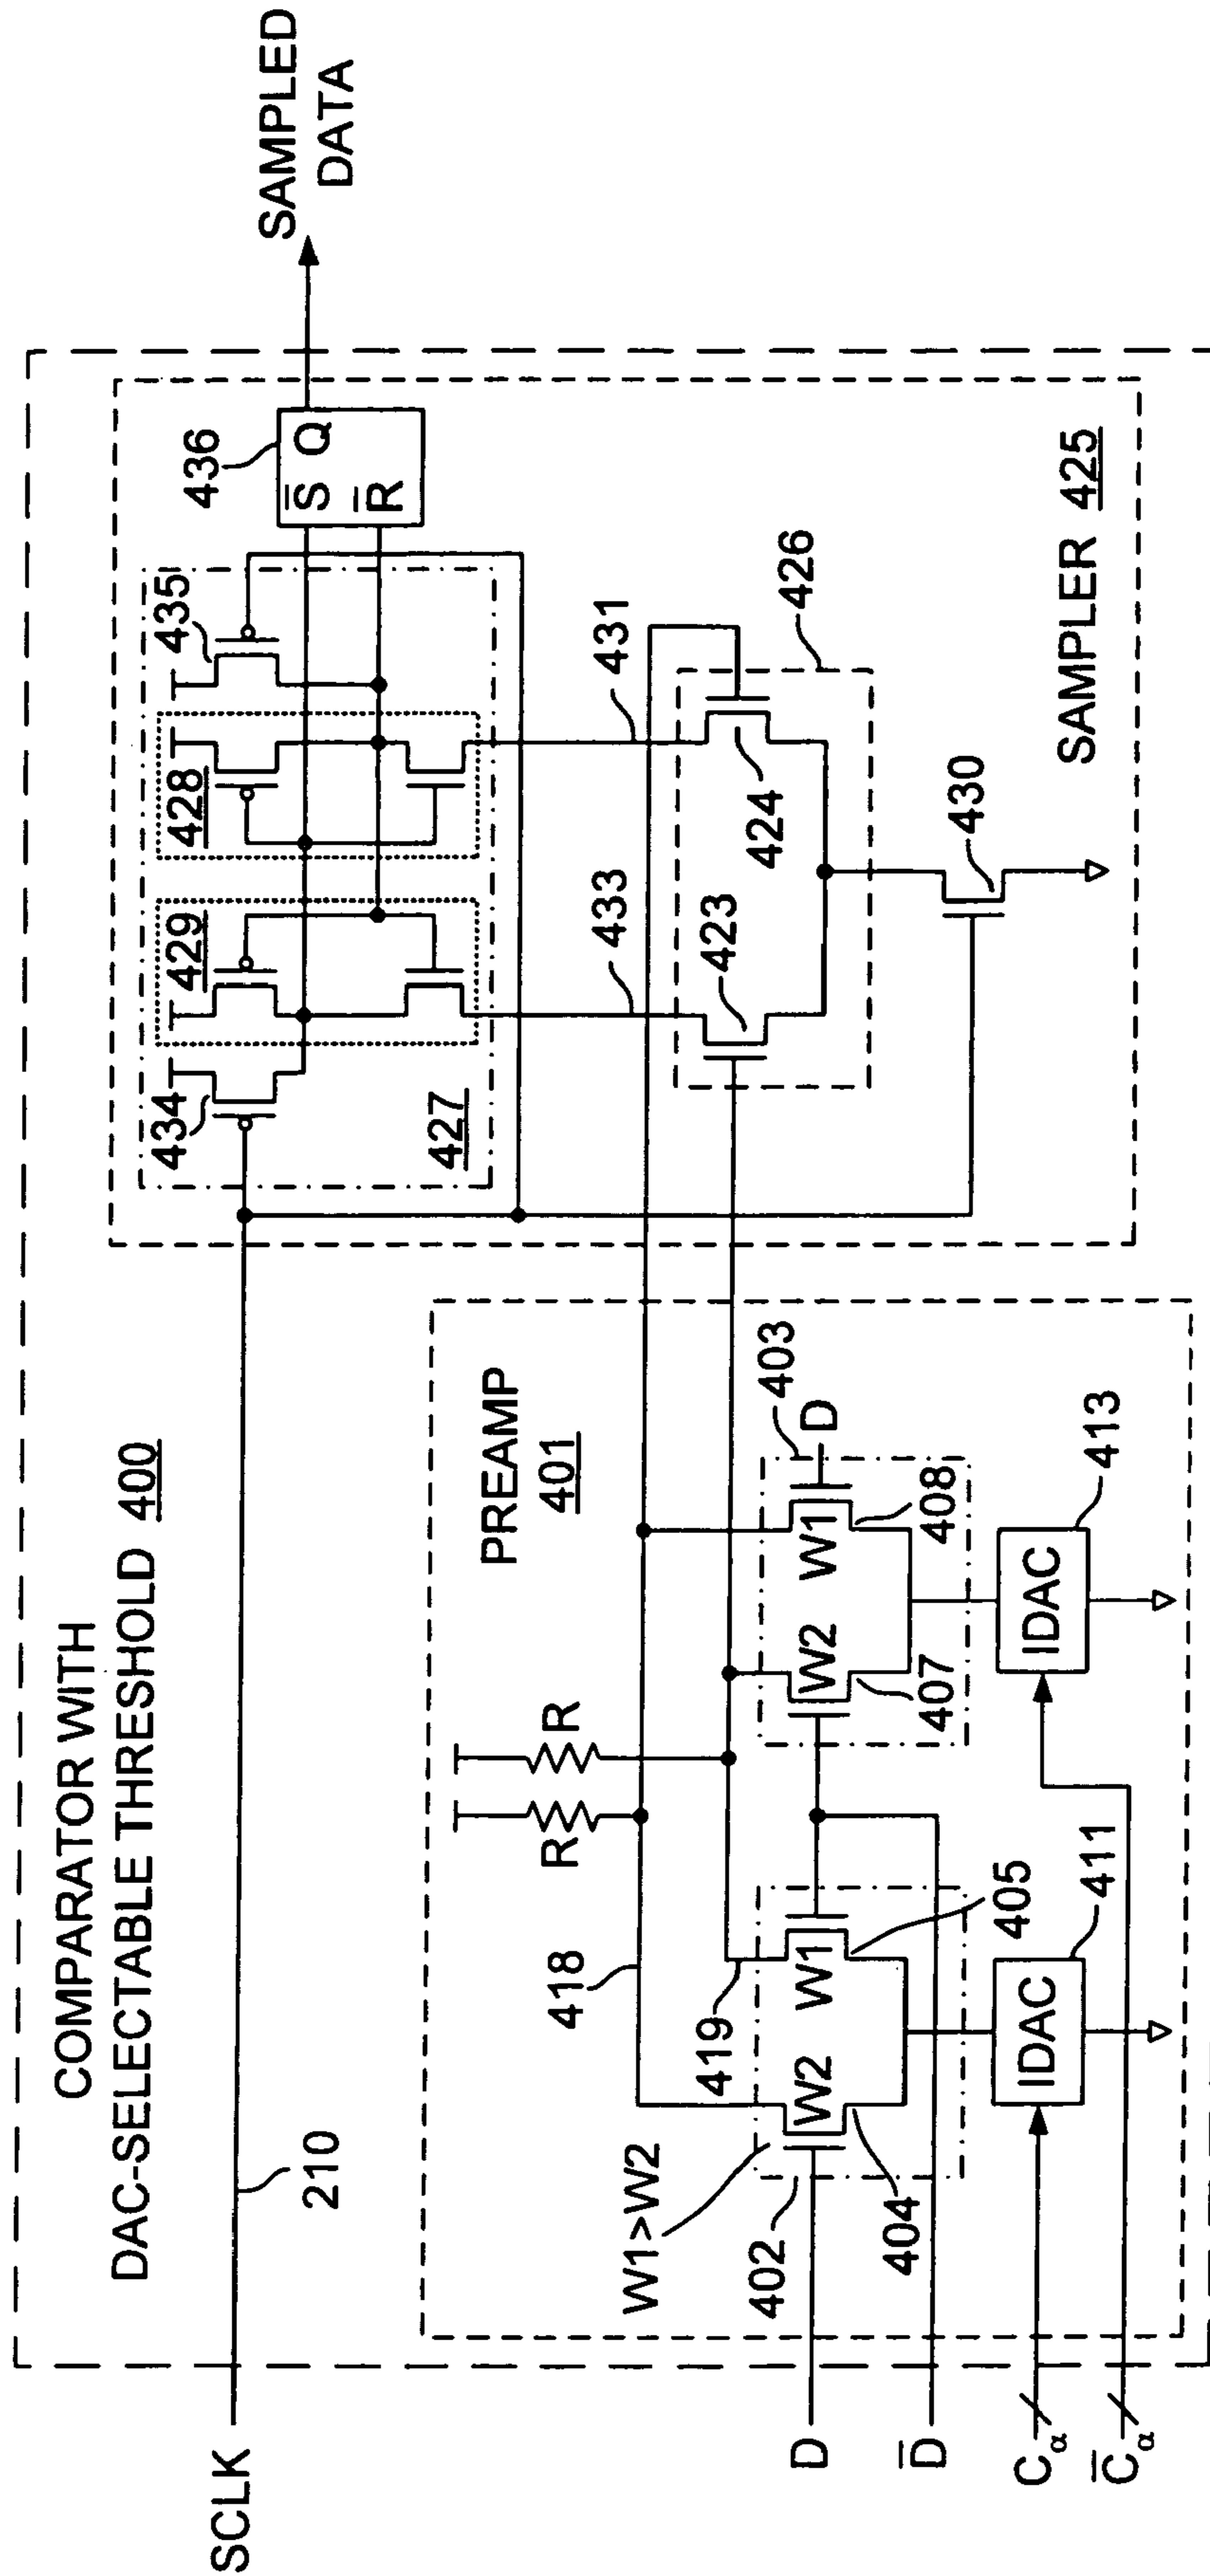 COMPARATOR WITH
DAC-SELECTABLE THRESHOLD 400
SCLK
210
SAMPLED
DATA
434
429
428
435
436
S̅ Q
R̅
427
433
431
423
424
426
430
SAMPLER 425
PREAMP
401
R
R
418
419
W1>W2
402
W2
W1
404
405
403
W2
W1
D
407
408
IDAC
411
IDAC
413
D
D̅
Cα
C̅α